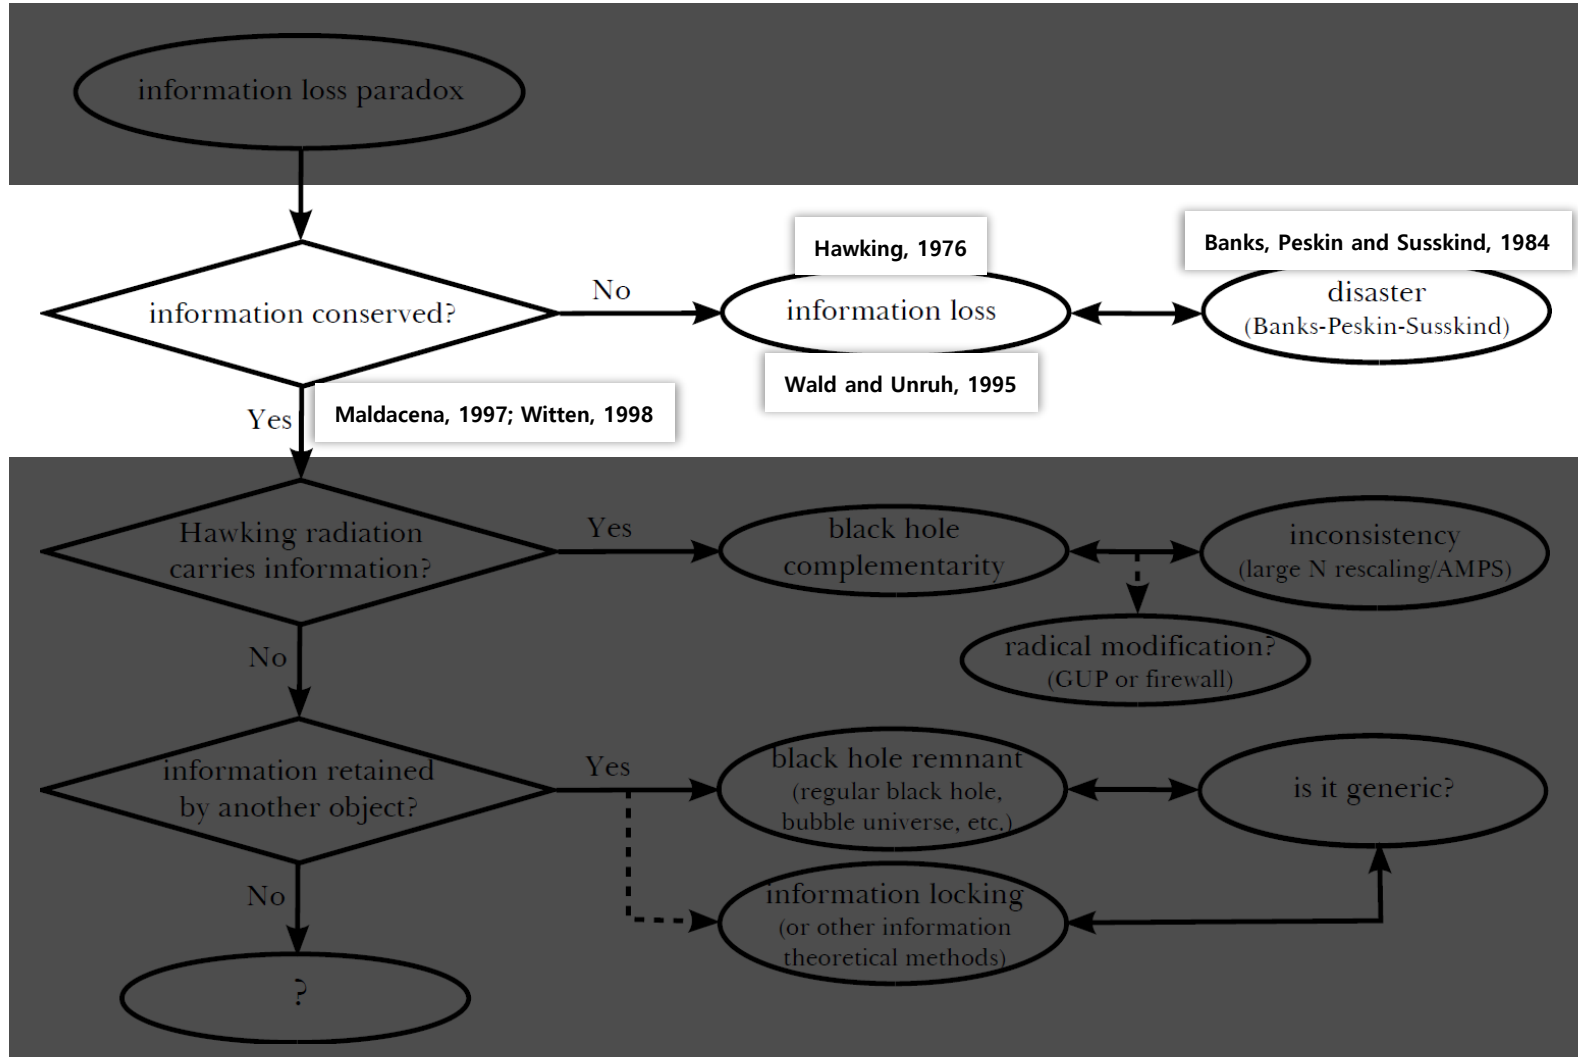 information loss paradox
Hawking, 1976
Banks, Peskin and Susskind, 1984
information conserved?
No
information loss
disaster
(Banks-Peskin-Susskind)
Wald and Unruh, 1995
Yes
Maldacena, 1997; Witten, 1998
Hawking radiation
carries information?
Yes
black hole
complementarity
inconsistency
(large N rescaling/AMPS)
No
radical modification?
(GUP or firewall)
information retained
by another object?
Yes
black hole remnant
(regular black hole,
bubble universe, etc.)
is it generic?
No
information locking
(or other information
theoretical methods)
?